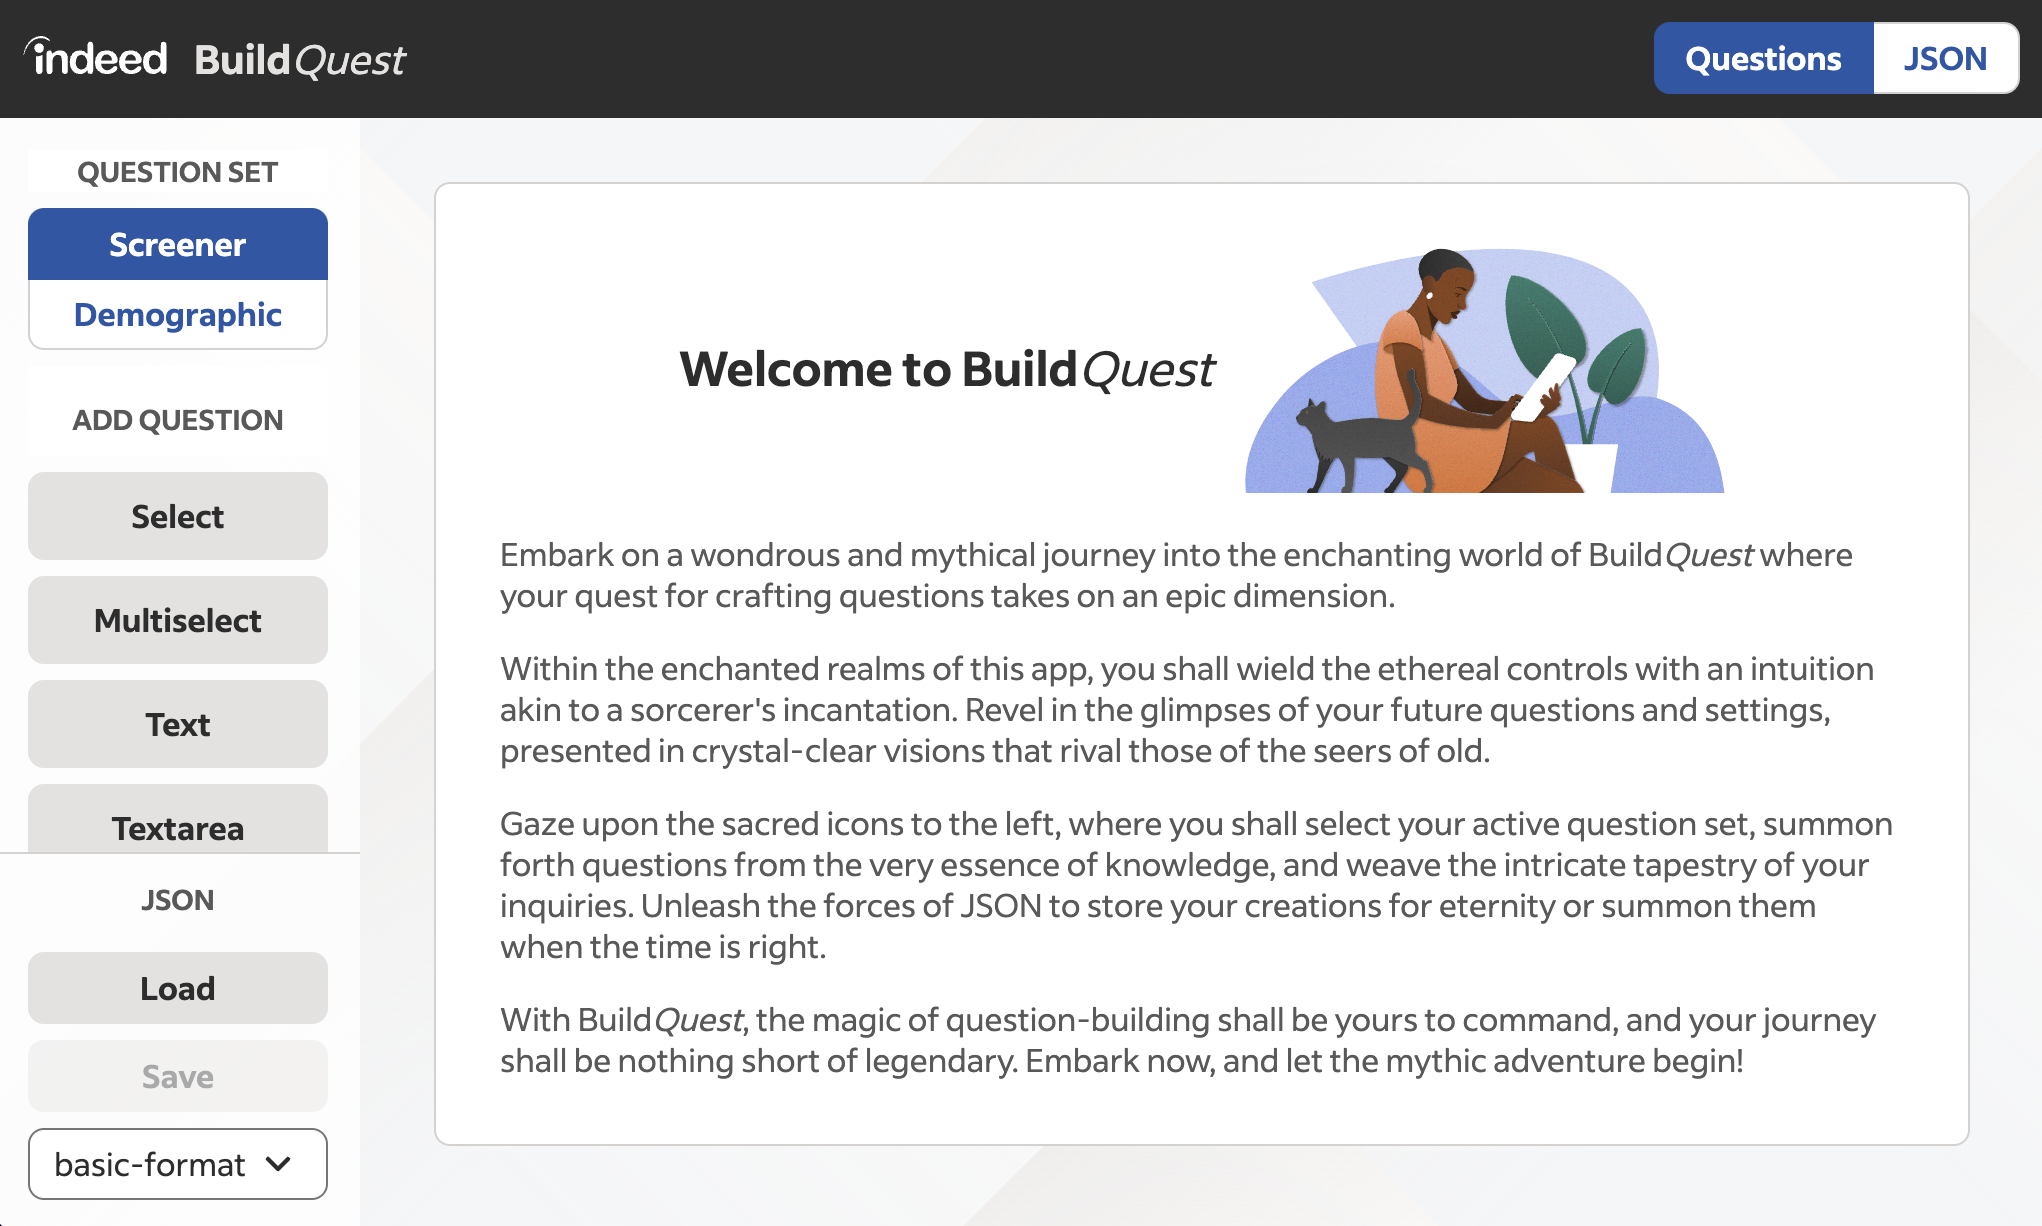 indeed BuildQuest
Questions
JSON
QUESTION SET
Screener
Demographic
ADD QUESTION
Select
Multiselect
Text
Textarea
JSON
Load
Save
basic-format
Welcome to BuildQuest
Embark on a wondrous and mythical journey into the enchanting world of BuildQuest where
your quest for crafting questions takes on an epic dimension.
Within the enchanted realms of this app, you shall wield the ethereal controls with an intuition
akin to a sorcerer's incantation. Revel in the glimpses of your future questions and settings,
presented in crystal-clear visions that rival those of the seers of old.
Gaze upon the sacred icons to the left, where you shall select your active question set, summon
forth questions from the very essence of knowledge, and weave the intricate tapestry of your
inquiries. Unleash the forces of JSON to store your creations for eternity or summon them
when the time is right.
With BuildQuest, the magic of question-building shall be yours to command, and your journey
shall be nothing short of legendary. Embark now, and let the mythic adventure begin!